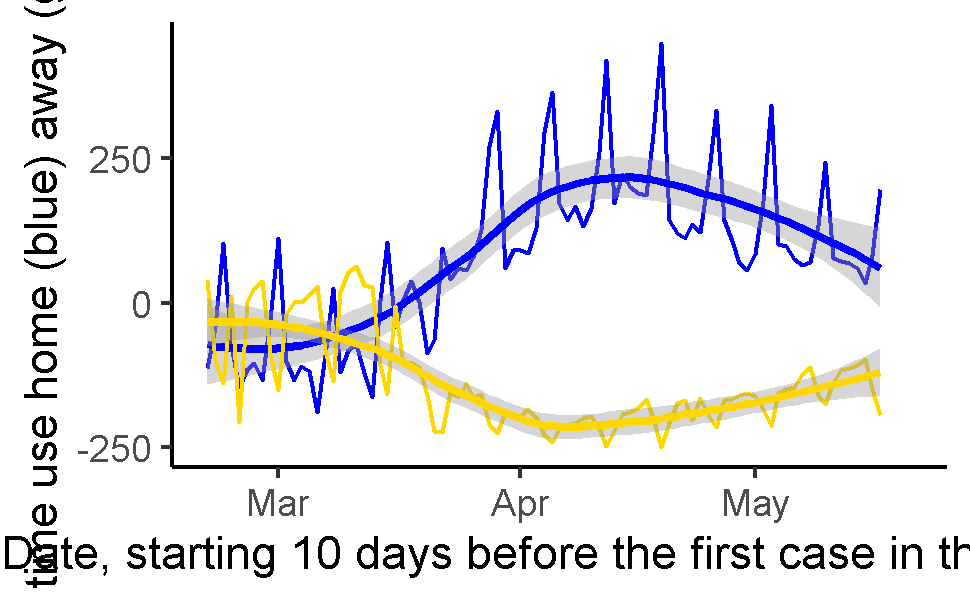 time use home (blue) away (
250
0
-250
Mar Apr May
Date, starting 10 days before the first case in th